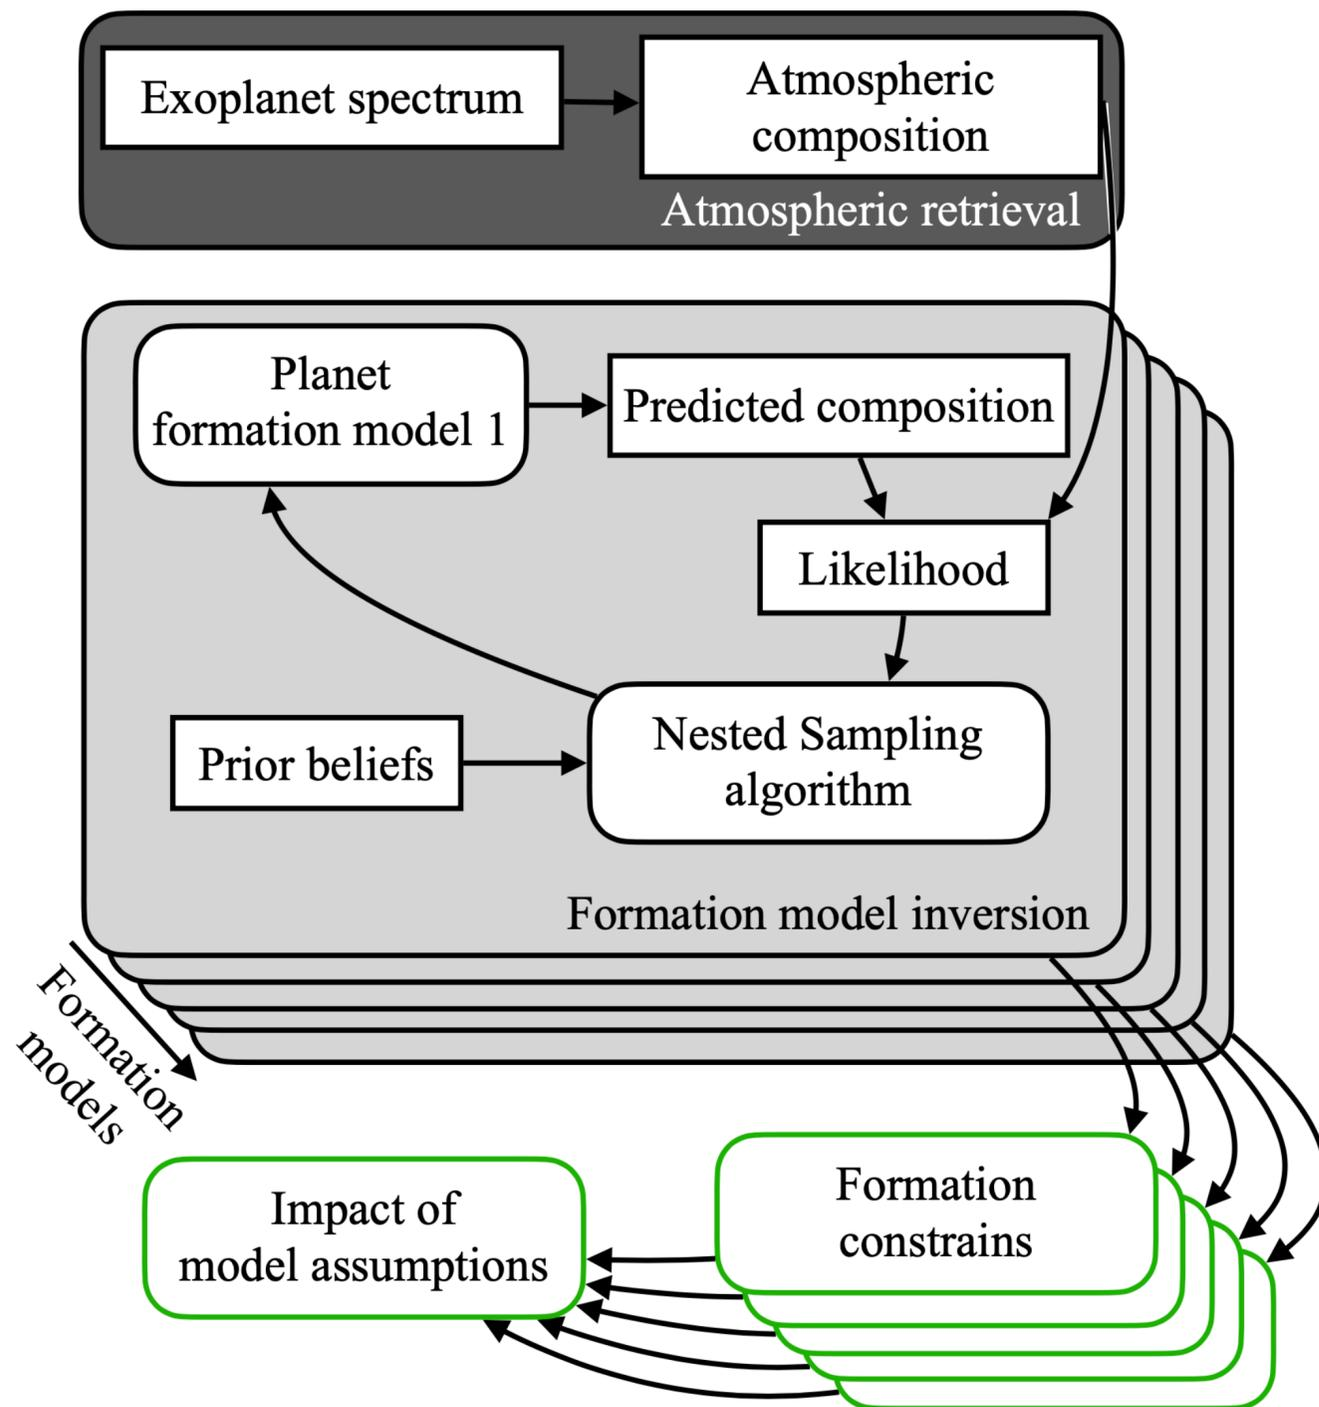 Exoplanet spectrum
Atmospheric
composition
Atmospheric retrieval
Planet
formation model 1
Predicted composition
Likelihood
Prior beliefs
Nested Sampling
algorithm
Formation model inversion
Formation
models
Formation
constrains
Impact of
model assumptions